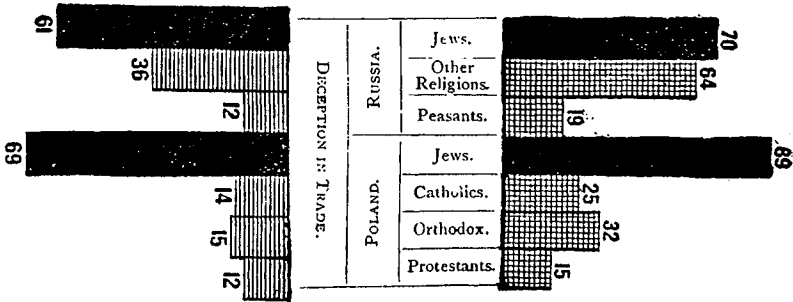 61
36
12
69
14
15
12
DECEPTION IN TRADE.
RUSSIA.
POLAND.
Jews.
Other
Religions.
Peasants.
Jews.
Catholics.
Orthodox.
Protestants.
70
64
19
89
25
32
15